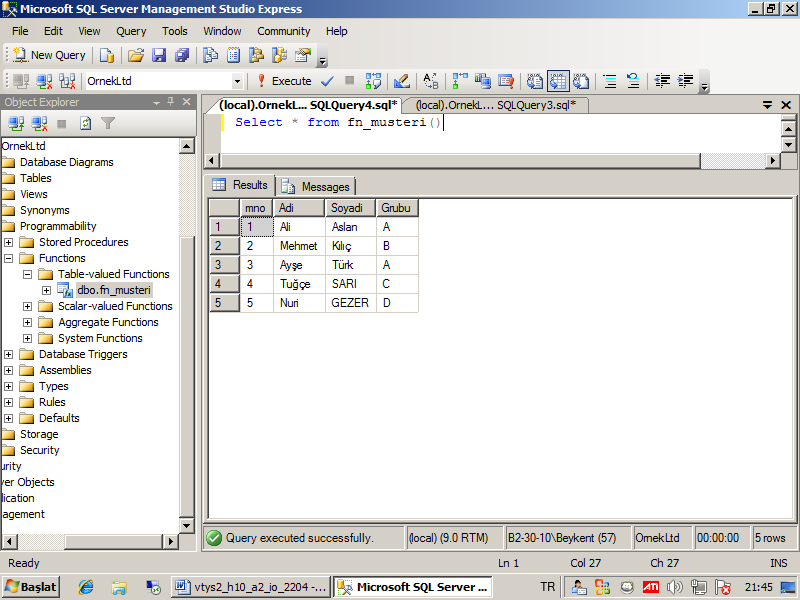 Microsoft SQL Server Management Studio Express
File Edit View Query Tools Window Community Help
New Query
OrnekLtd Execute
Object Explorer
OrnekLtd
Database Diagrams
Tables
Views
Synonyms
Programmability
Stored Procedures
Functions
Table-valued Functions
dbo.fn_musteri
Scalar-valued Functions
Aggregate Functions
System Functions
Database Triggers
Assemblies
Types
Rules
Defaults
Storage
Security
urity
ver Objects
lication
agement
(local).OrnekL... SQLQuery4.sql* (local).OrnekL... SQLQuery3.sql*
Select * from fn_musteri()
Results Messages
mno Adi Soyadi Grubu
1 1 Ali Aslan A
2 2 Mehmet Kılıç B
3 3 Ayşe Türk A
4 4 Tuğçe SARI C
5 5 Nuri GEZER D
Query executed successfully. (local) (9.0 RTM) B2-30-10\Beykent (57) OrnekLtd 00:00:00 5 rows
Ready Ln 1 Col 27 Ch 27 INS
Başlat vtys2_h10_a2_io_2204 -... Microsoft SQL Server ... TR ATI 21:45